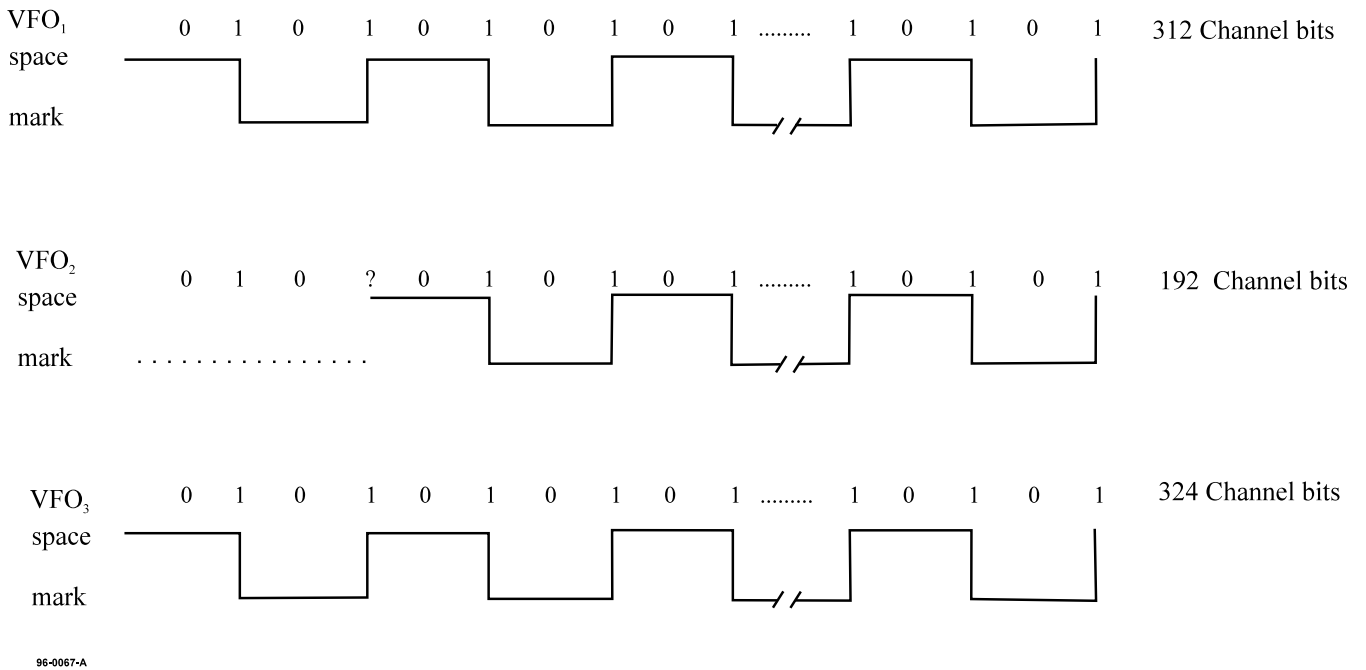 VFO₁ 0 1 0 1 0 1 0 1 0 1 ......... 1 0 1 0 1 312 Channel bits
space
mark
VFO₂ 0 1 0 ? 0 1 0 1 0 1 ......... 1 0 1 0 1 192 Channel bits
space
mark
VFO₃ 0 1 0 1 0 1 0 1 0 1 ......... 1 0 1 0 1 324 Channel bits
space
mark
96-0067-A